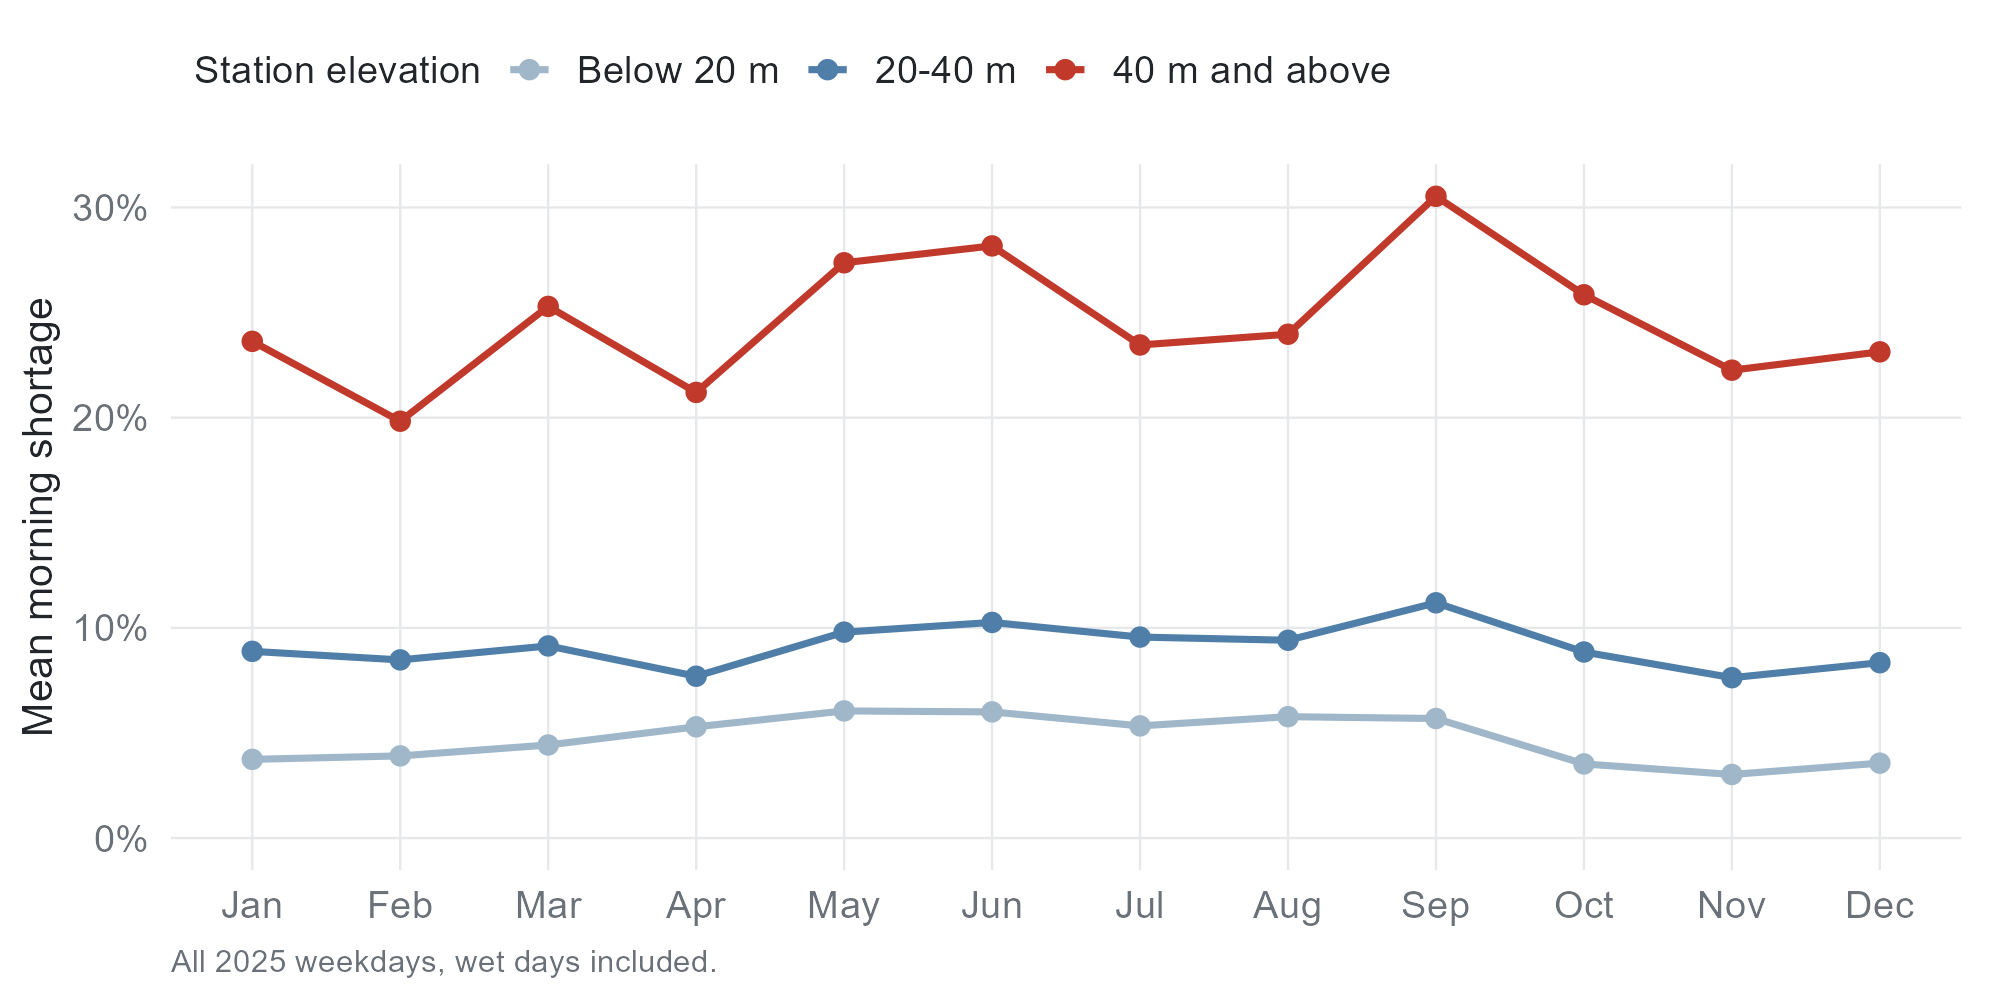 Station elevation Below 20 m 20-40 m 40 m and above
Mean morning shortage
30%
20%
10%
0%
Jan Feb Mar Apr May Jun Jul Aug Sep Oct Nov Dec
All 2025 weekdays, wet days included.